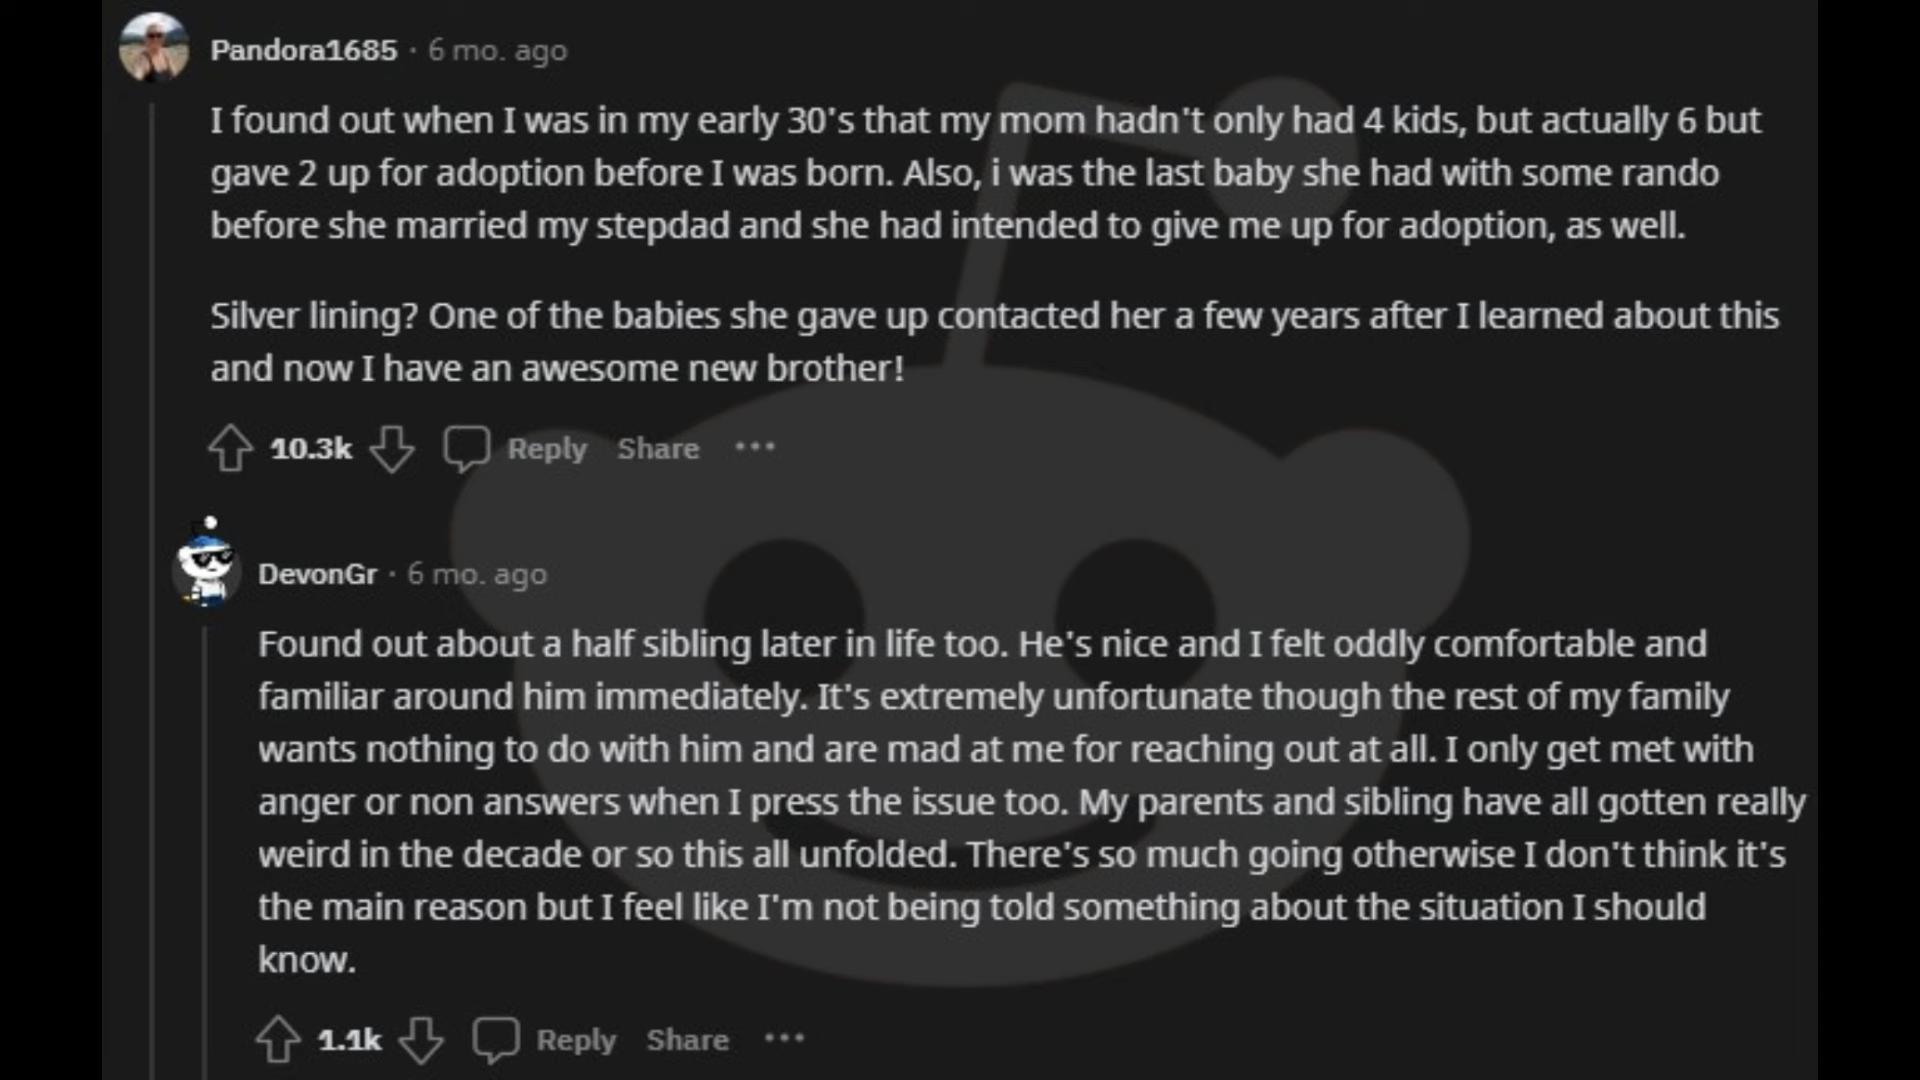 Pandora1685 · 6 mo. ago
I found out when I was in my early 30's that my mom hadn't only had 4 kids, but actually 6 but
gave 2 up for adoption before I was born. Also, i was the last baby she had with some rando
before she married my stepdad and she had intended to give me up for adoption, as well.
Silver lining? One of the babies she gave up contacted her a few years after I learned about this
and now I have an awesome new brother!
10.3k Reply Share ···
DevonGr · 6 mo. ago
Found out about a half sibling later in life too. He's nice and I felt oddly comfortable and
familiar around him immediately. It's extremely unfortunate though the rest of my family
wants nothing to do with him and are mad at me for reaching out at all. I only get met with
anger or non answers when I press the issue too. My parents and sibling have all gotten really
weird in the decade or so this all unfolded. There's so much going otherwise I don't think it's
the main reason but I feel like I'm not being told something about the situation I should
know.
1.1k Reply Share ···